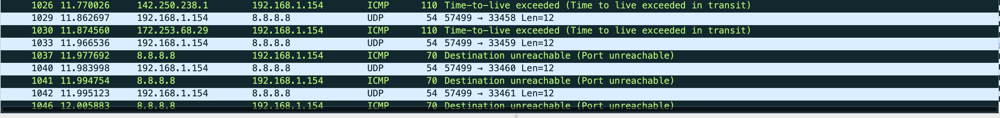 1026 11.770026 142.250.238.1 192.168.1.154 ICMP 110 Time-to-live exceeded (Time to live exceeded in transit)
1029 11.862697 192.168.1.154 8.8.8.8 UDP 54 57499 → 33458 Len=12
1030 11.874560 172.253.68.29 192.168.1.154 ICMP 110 Time-to-live exceeded (Time to live exceeded in transit)
1033 11.966536 192.168.1.154 8.8.8.8 UDP 54 57499 → 33459 Len=12
1037 11.977692 8.8.8.8 192.168.1.154 ICMP 70 Destination unreachable (Port unreachable)
1040 11.983998 192.168.1.154 8.8.8.8 UDP 54 57499 → 33460 Len=12
1041 11.994754 8.8.8.8 192.168.1.154 ICMP 70 Destination unreachable (Port unreachable)
1042 11.995123 192.168.1.154 8.8.8.8 UDP 54 57499 → 33461 Len=12
1046 12.005883 8.8.8.8 192.168.1.154 ICMP 70 Destination unreachable (Port unreachable)